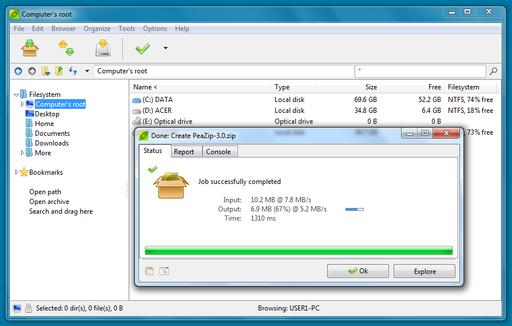 Computer's root
File Edit Browser Organize Tools Options Help
Computer's root *
Filesystem
Computer's root
Desktop
Home
Documents
Downloads
More
Bookmarks
Open path
Open archive
Search and drag here
Name < Type Size Free Filesystem
(C:) DATA Local disk 69.6 GB 52.2 GB NTFS, 74% free
(D:) ACER Local disk 34.8 GB 6.4 GB NTFS, 18% free
(E:) Optical drive Optical drive 0 B 0 B
73% free
Done: Create PeaZip-3.0.zip
Status Report Console
Job successfully completed
Input: 10.2 MB @ 7.8 MB/s
Output: 6.9 MB (67%) @ 5.2 MB/s
Time: 1310 ms
Ok Explore
Selected: 0 dir(s), 0 file(s), 0 B Browsing: USER1-PC